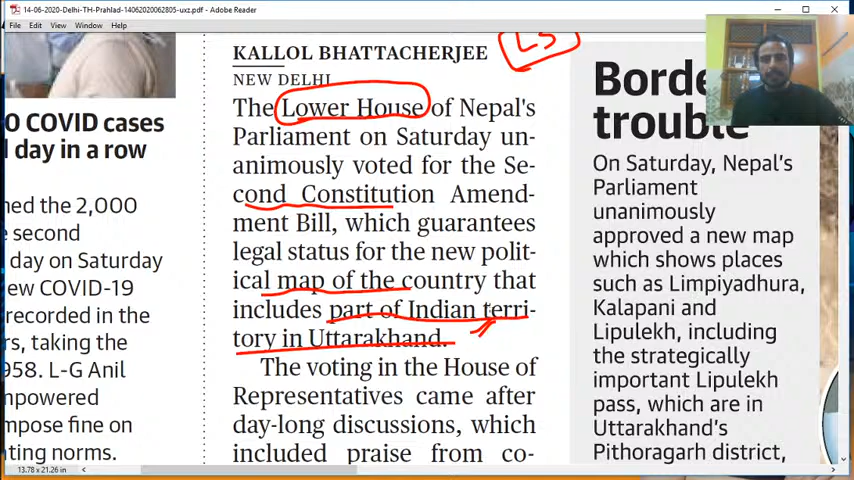 14-06-2020-Delhi-TH-Prahlad-14062020062805-uxz.pdf - Adobe Reader
File Edit View Window Help
O COVID cases
l day in a row
ned the 2,000
second
day on Saturday
ew COVID-19
recorded in the
rs, taking the
958. L-G Anil
mpowered
mpose fine on
ting norms.
KALLOL BHATTACHERJEE
NEW DELHI
LS
The Lower House of Nepal's
Parliament on Saturday un-
animously voted for the Se-
cond Constitution Amend-
ment Bill, which guarantees
legal status for the new polit-
ical map of the country that
includes part of Indian terri-
tory in Uttarakhand.
The voting in the House of
Representatives came after
day-long discussions, which
included praise from co-
Borde
trouble
On Saturday, Nepal's
Parliament
unanimously
approved a new map
which shows places
such as Limpiyadhura,
Kalapani and
Lipulekh, including
the strategically
important Lipulekh
pass, which are in
Uttarakhand's
Pithoragarh district,
13.78 x 21.26 in